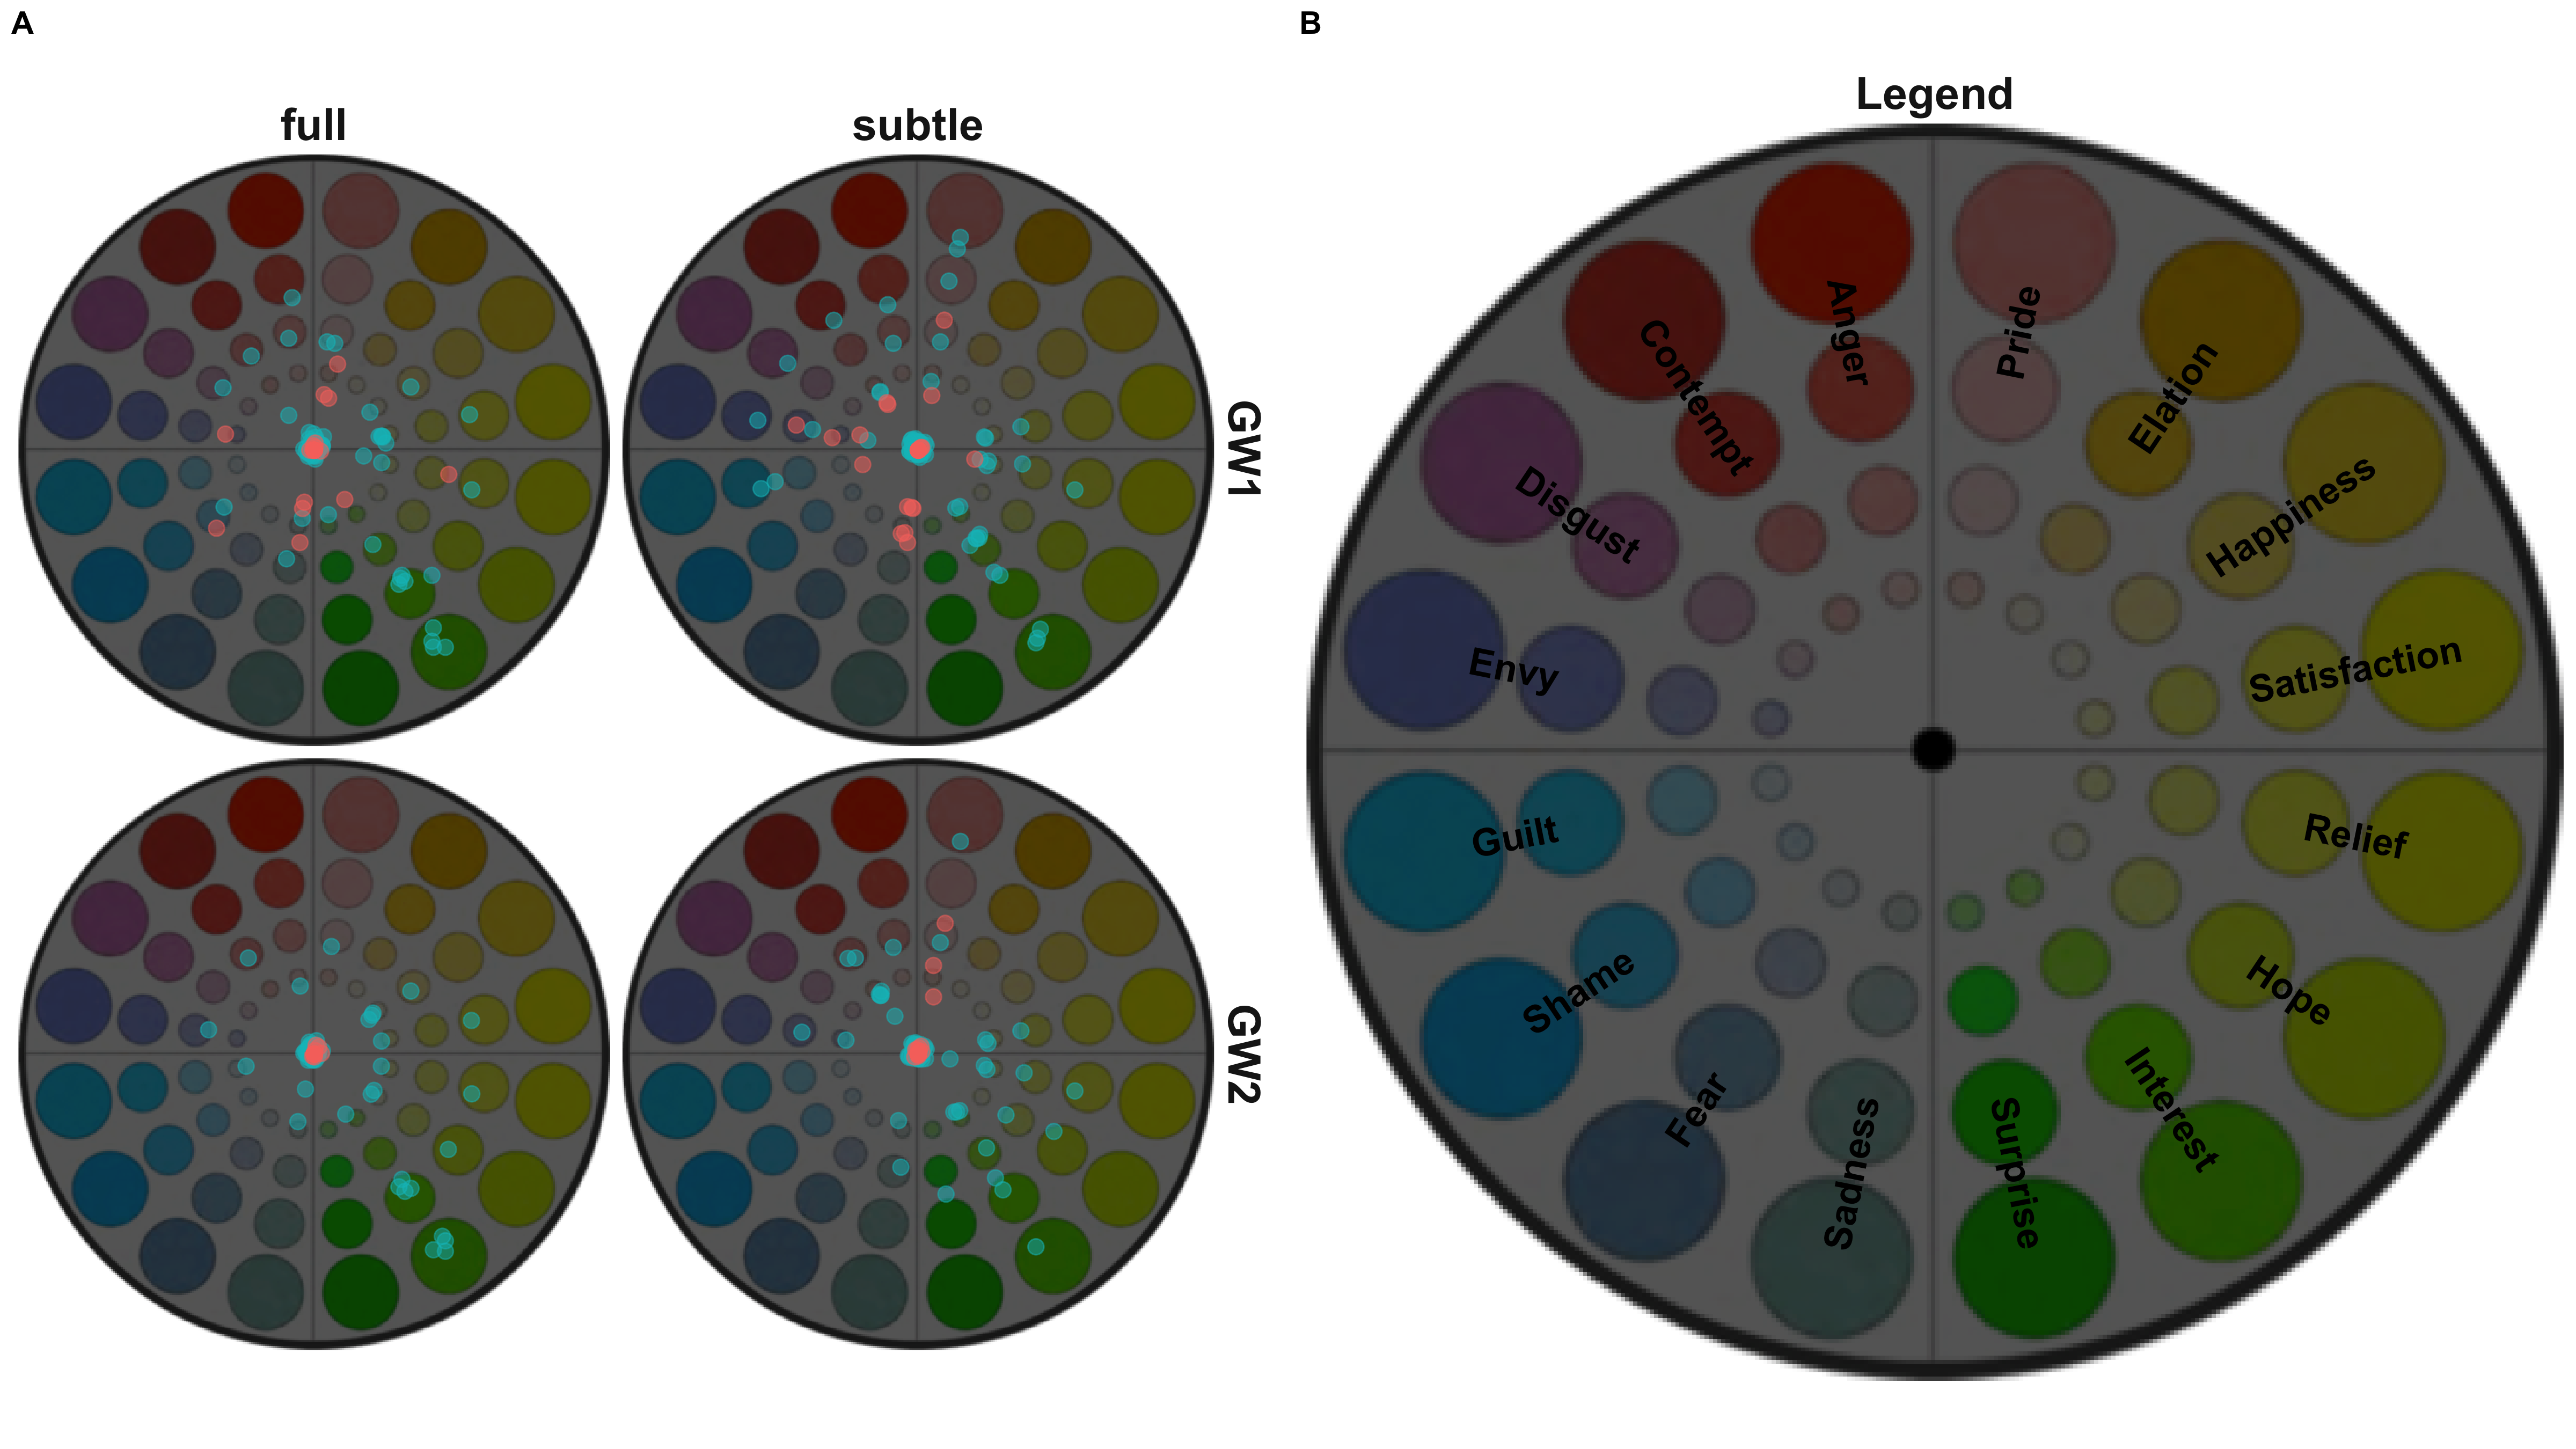 A
B
full
subtle
GW1
GW2
Legend
Anger
Pride
Contempt
Elation
Disgust
Happiness
Envy
Satisfaction
Guilt
Relief
Shame
Hope
Fear
Interest
Sadness
Surprise